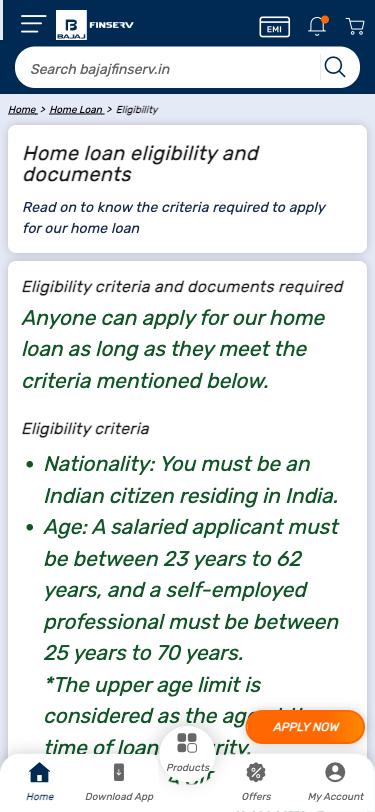 BAJAJ FINSERV
EMI
Search bajajfinserv.in
Home > Home Loan > Eligibility
Home loan eligibility and
documents
Read on to know the criteria required to apply
for our home loan
Eligibility criteria and documents required
Anyone can apply for our home
loan as long as they meet the
criteria mentioned below.
Eligibility criteria
• Nationality: You must be an
Indian citizen residing in India.
• Age: A salaried applicant must
be between 23 years to 62
years, and a self-employed
professional must be between
25 years to 70 years.
*The upper age limit is
considered as the age
APPLY NOW
time of loan
Products
Home
Download App
Offers
My Account